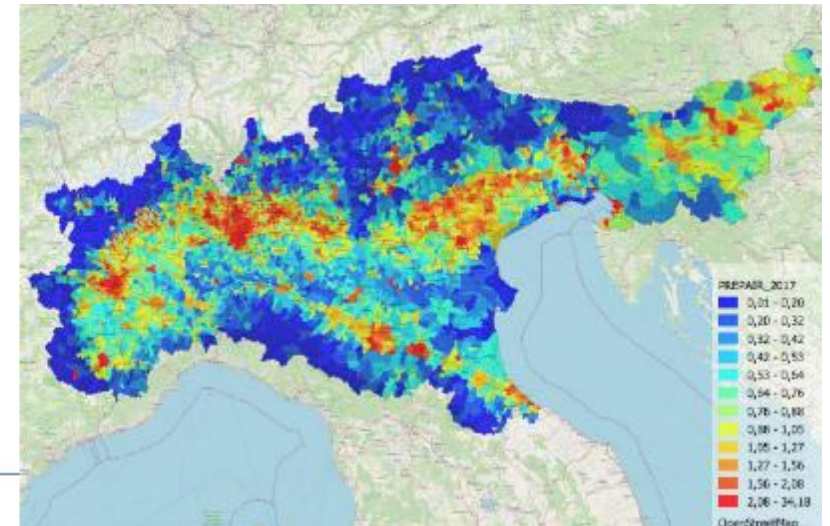 PREPAIR_2017
0,01 - 0,20
0,20 - 0,32
0,32 - 0,42
0,42 - 0,53
0,53 - 0,64
0,64 - 0,76
0,76 - 0,88
0,88 - 1,05
1,05 - 1,27
1,27 - 1,56
1,56 - 2,08
2,08 - 34,18
OpenStreetMap